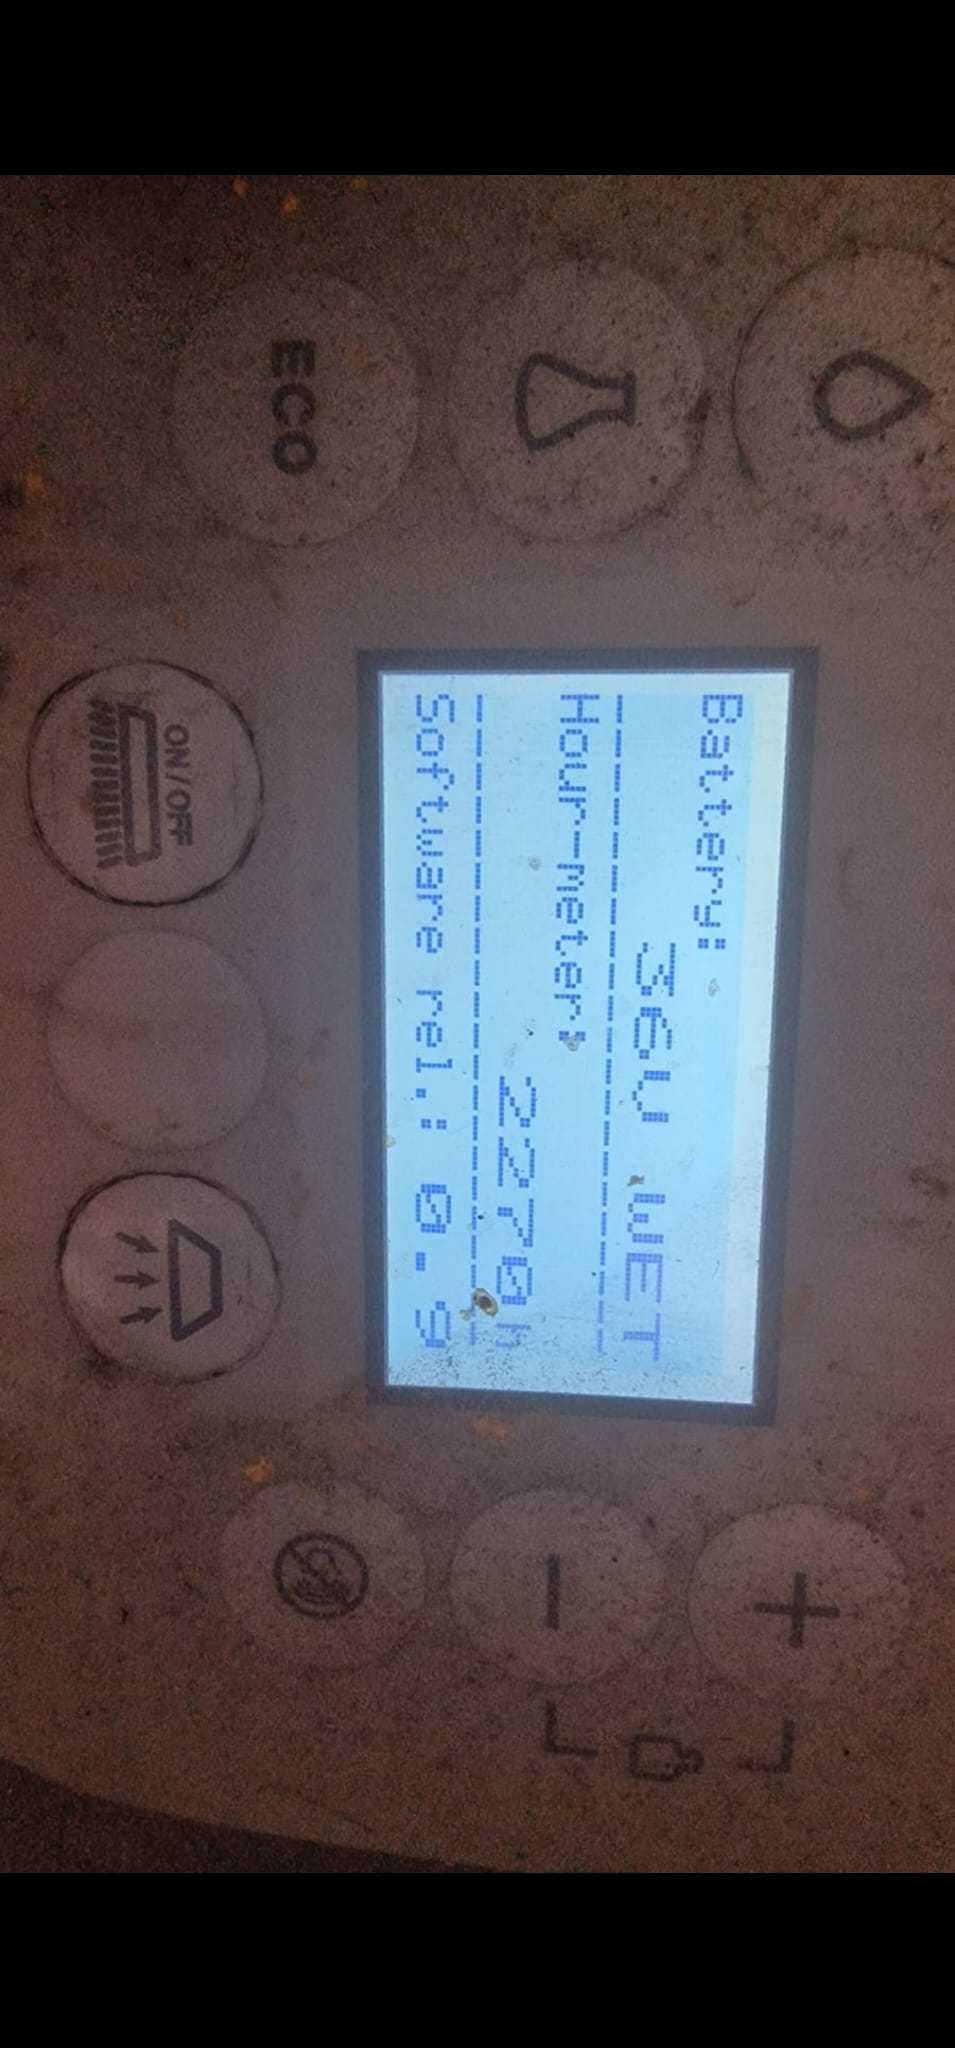 ECO
Battery:
36V WET
Hour-meter:
2270h
Software rel.: 0.9
+
-
ON/OFF